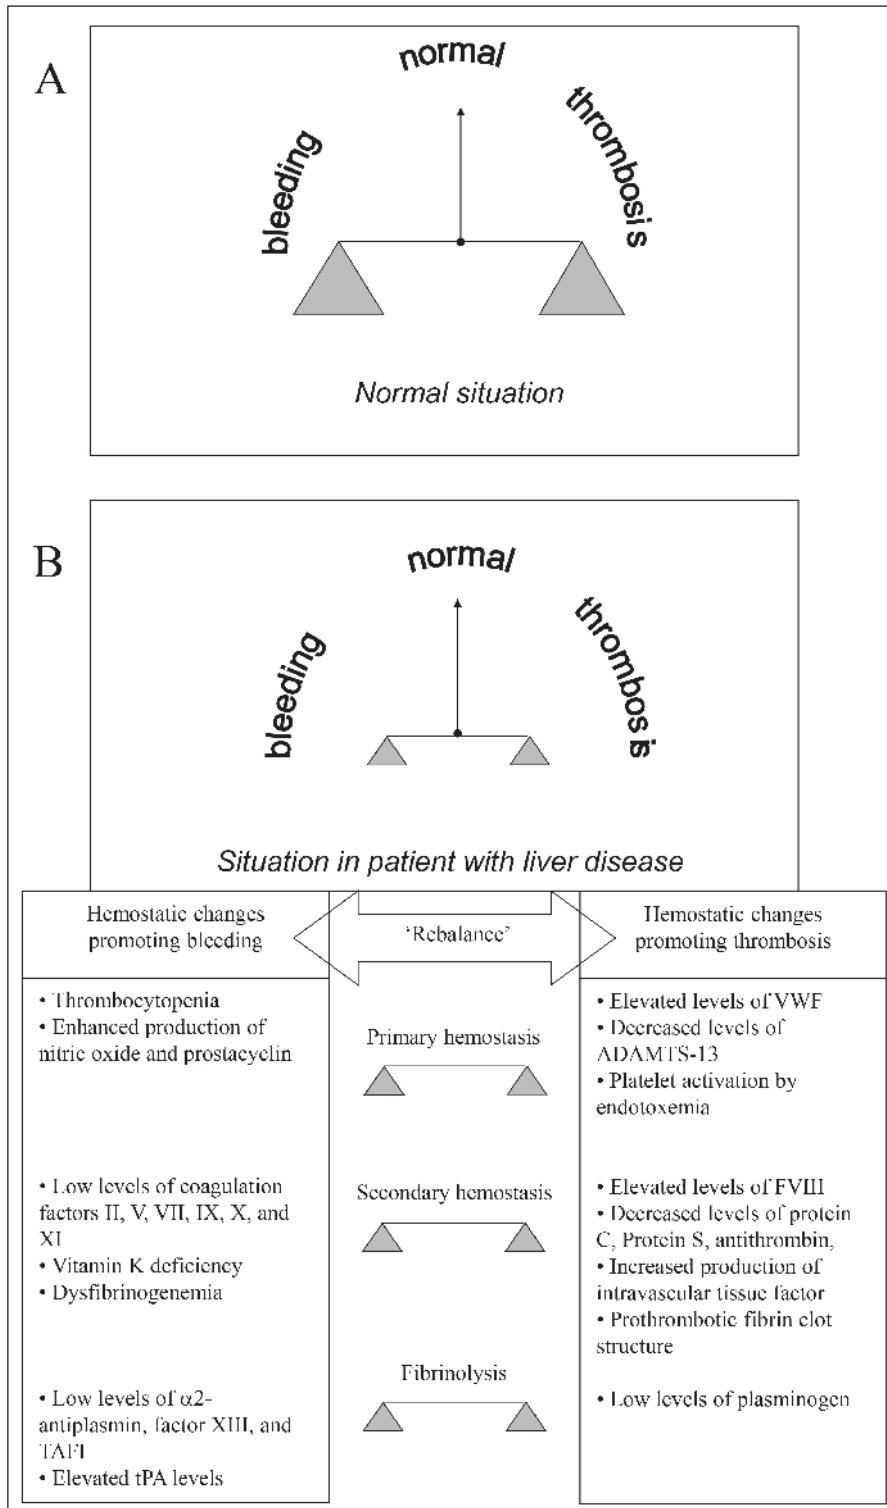 A
normal
bleeding
thrombosis
Normal situation
B
normal
bleeding
thrombosis
Situation in patient with liver disease
Hemostatic changes
promoting bleeding
'Rebalance'
Hemostatic changes
promoting thrombosis
• Thrombocytopenia
• Enhanced production of
nitric oxide and prostacyclin
Primary hemostasis
• Elevated levels of VWF
• Decreased levels of
ADAMTS-13
• Platelet activation by
endotoxemia
• Low levels of coagulation
factors II, V, VII, IX, X, and
XI
• Vitamin K deficiency
• Dysfibrinogenemia
Secondary hemostasis
• Elevated levels of FVIII
• Decreased levels of protein
C, Protein S, antithrombin,
• Increased production of
intravascular tissue factor
• Prothrombotic fibrin clot
structure
Fibrinolysis
• Low levels of α2-
antiplasmin, factor XIII, and
TAFI
• Elevated tPA levels
• Low levels of plasminogen